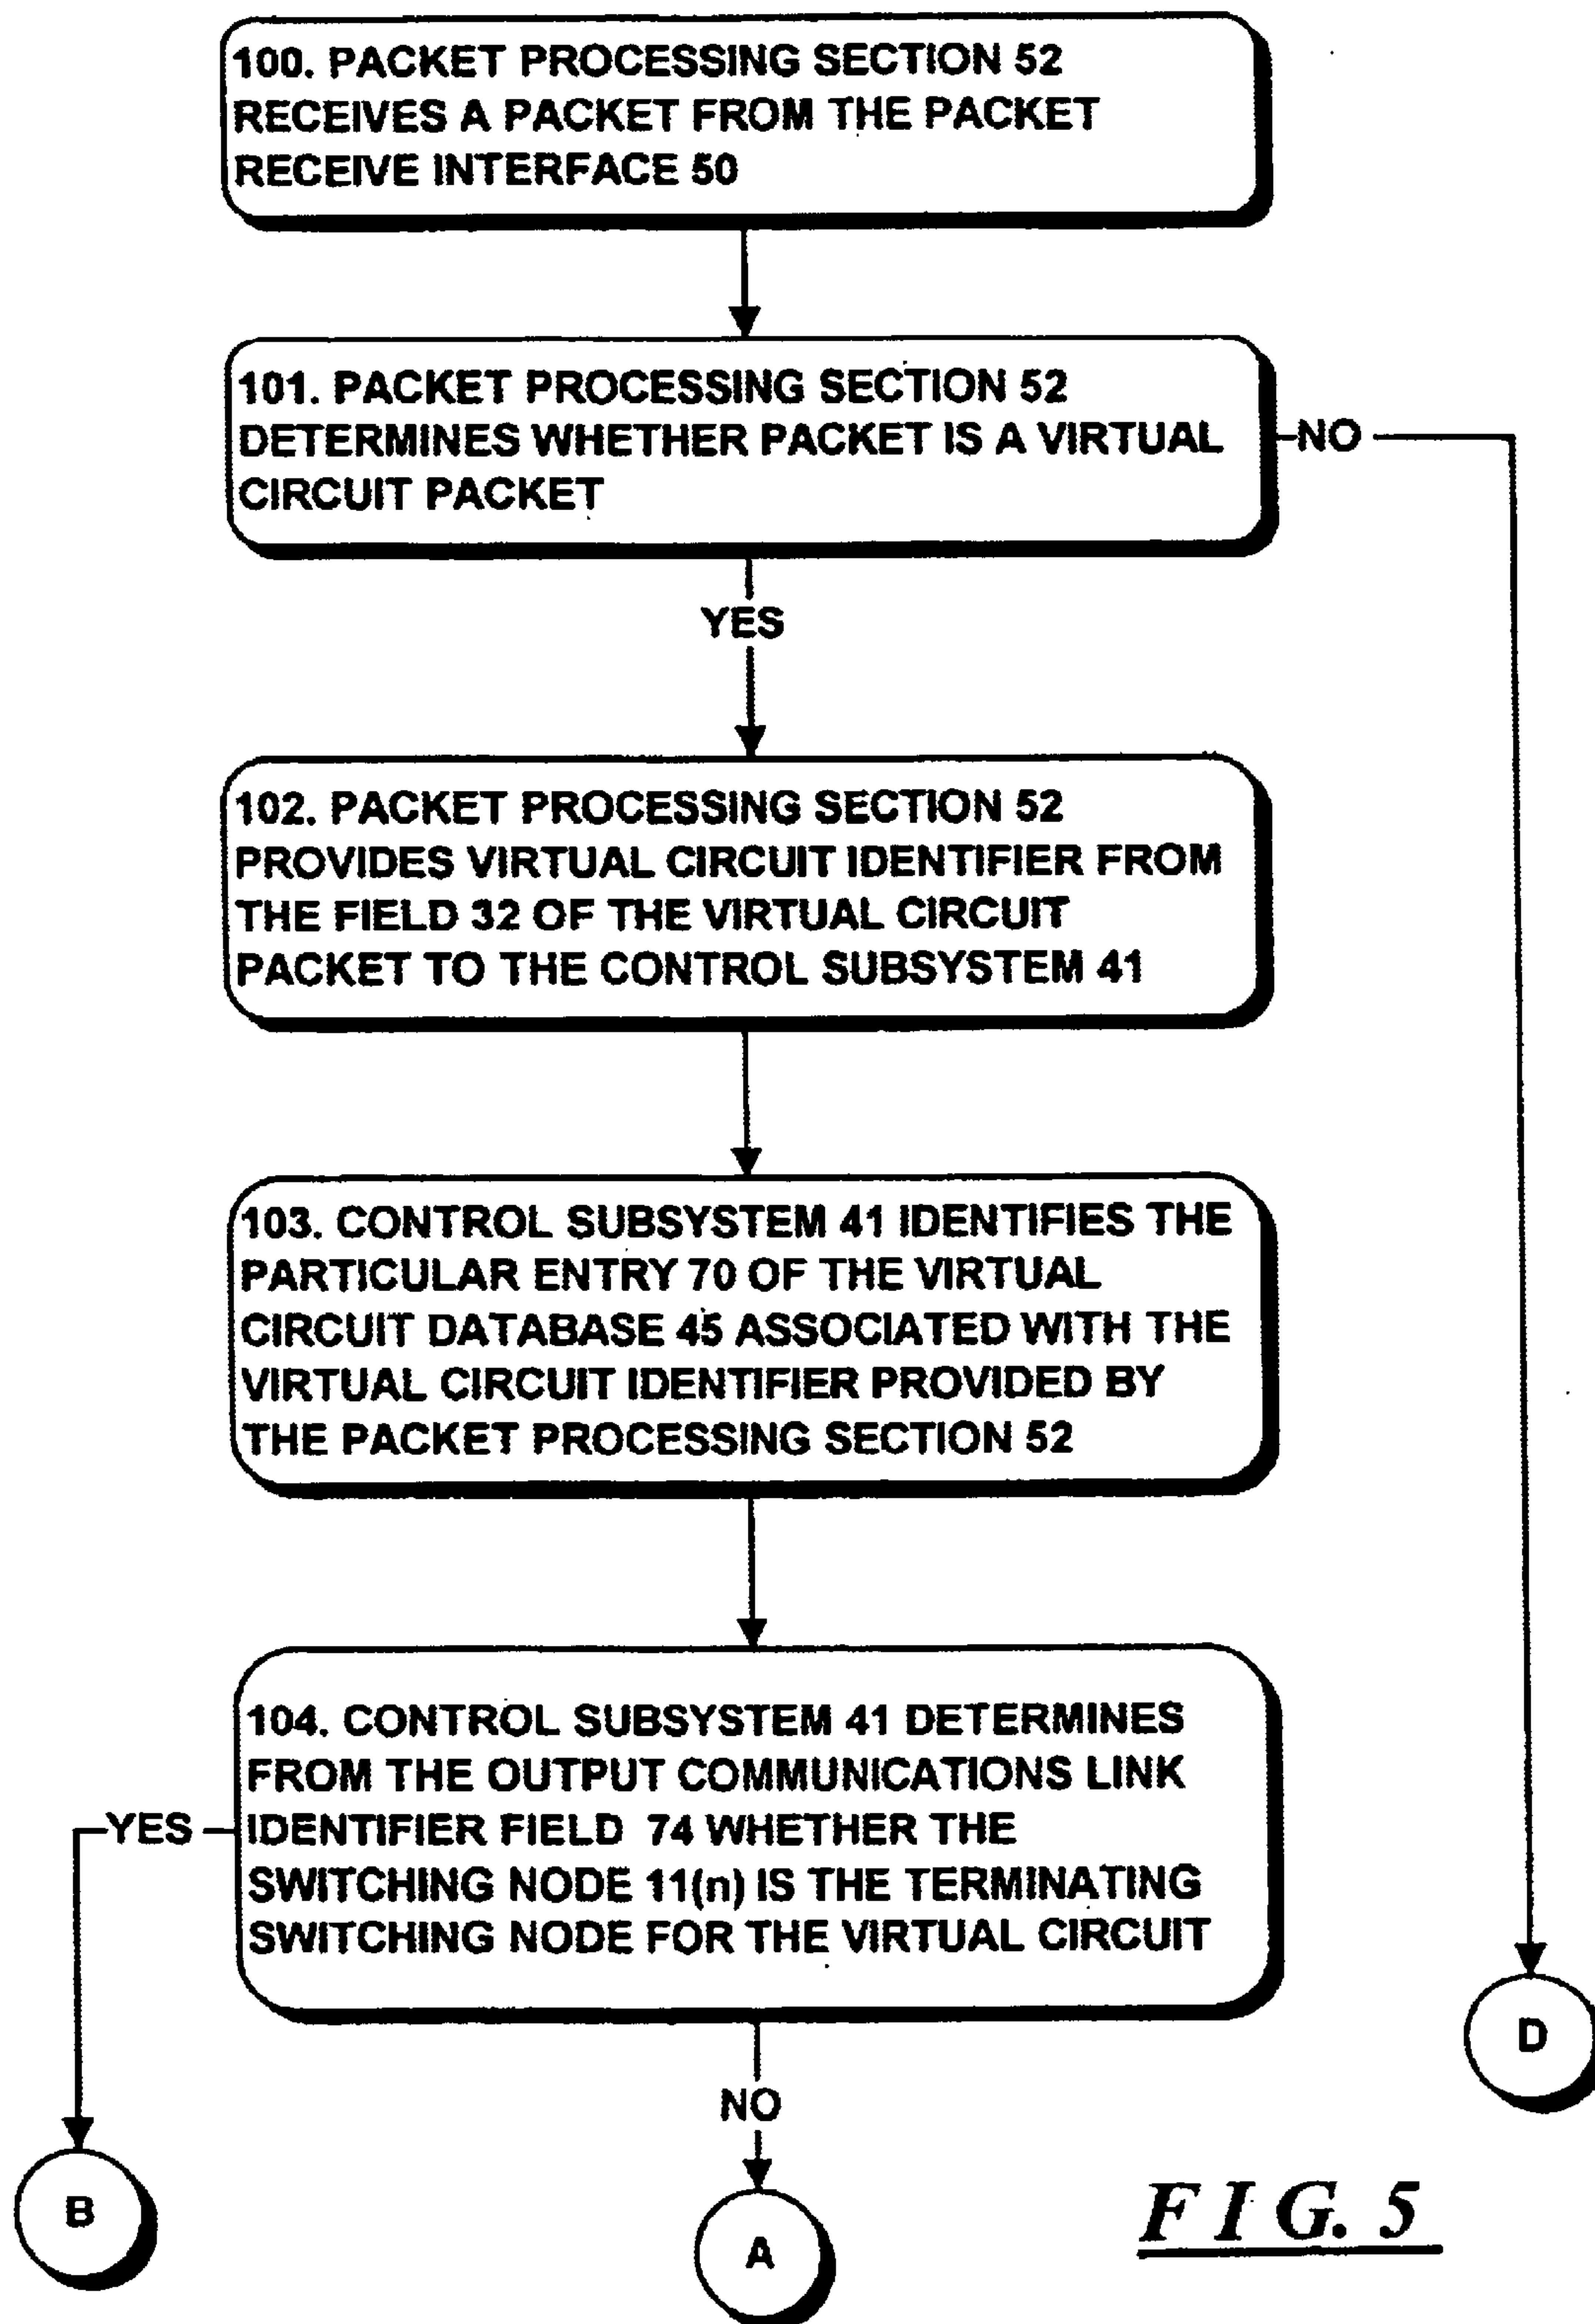 100. PACKET PROCESSING SECTION 52
RECEIVES A PACKET FROM THE PACKET
RECEIVE INTERFACE 50
101. PACKET PROCESSING SECTION 52
DETERMINES WHETHER PACKET IS A VIRTUAL
CIRCUIT PACKET
NO
YES
102. PACKET PROCESSING SECTION 52
PROVIDES VIRTUAL CIRCUIT IDENTIFIER FROM
THE FIELD 32 OF THE VIRTUAL CIRCUIT
PACKET TO THE CONTROL SUBSYSTEM 41
103. CONTROL SUBSYSTEM 41 IDENTIFIES THE
PARTICULAR ENTRY 70 OF THE VIRTUAL
CIRCUIT DATABASE 45 ASSOCIATED WITH THE
VIRTUAL CIRCUIT IDENTIFIER PROVIDED BY
THE PACKET PROCESSING SECTION 52
104. CONTROL SUBSYSTEM 41 DETERMINES
FROM THE OUTPUT COMMUNICATIONS LINK
IDENTIFIER FIELD 74 WHETHER THE
SWITCHING NODE 11(n) IS THE TERMINATING
SWITCHING NODE FOR THE VIRTUAL CIRCUIT
YES
NO
D
B
A
FIG. 5